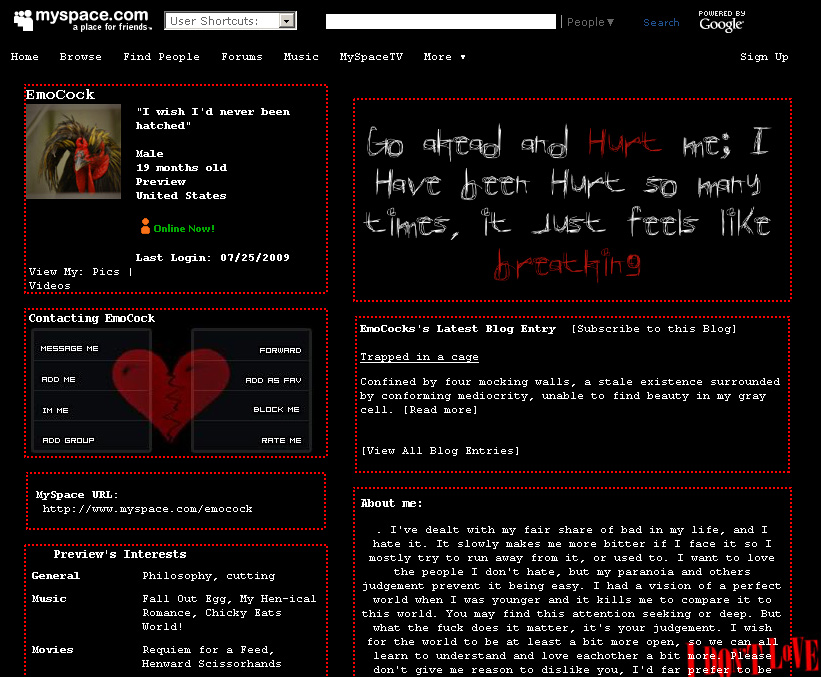 myspace.com
a place for friends.
User Shortcuts:
People▼
Search
POWERED BY
Google
Home Browse Find People Forums Music MySpaceTV More ▾ Sign Up
EmoCock
"I wish I'd never been
hatched"
Male
19 months old
Preview
United States
Online Now!
Last Login: 07/25/2009
View My: Pics |
Videos
Contacting EmoCock
MESSAGE ME
FORWARD
ADD ME
ADD AS FAV
IM ME
BLOCK ME
ADD GROUP
RATE ME
MySpace URL:
http://www.myspace.com/emocock
Preview's Interests
General Philosophy, cutting
Music Fall Out Egg, My Hen-ical
Romance, Chicky Eats
World!
Movies Requiem for a Feed,
Henward Scissorhands
Go ahead and Hurt me; I
Have been Hurt so many
times, it just feels like
breathing
EmoCocks's Latest Blog Entry [Subscribe to this Blog]
Trapped in a cage
Confined by four mocking walls, a stale existence surrounded
by conforming mediocrity, unable to find beauty in my gray
cell. [Read more]
[View All Blog Entries]
About me:
. I've dealt with my fair share of bad in my life, and I
hate it. It slowly makes me more bitter if I face it so I
mostly try to run away from it, or used to. I want to love
the people I don't hate, but my paranoia and others
judgement prevent it being easy. I had a vision of a perfect
world when I was younger and it kills me to compare it to
this world. You may find this attention seeking or deep. But
what the fuck does it matter, it's your judgement. I wish
for the world to be at least a bit more open, so we can all
learn to understand and love eachother a bit more. Please
don't give me reason to dislike you, I'd far prefer to be
I DON'T LOVE